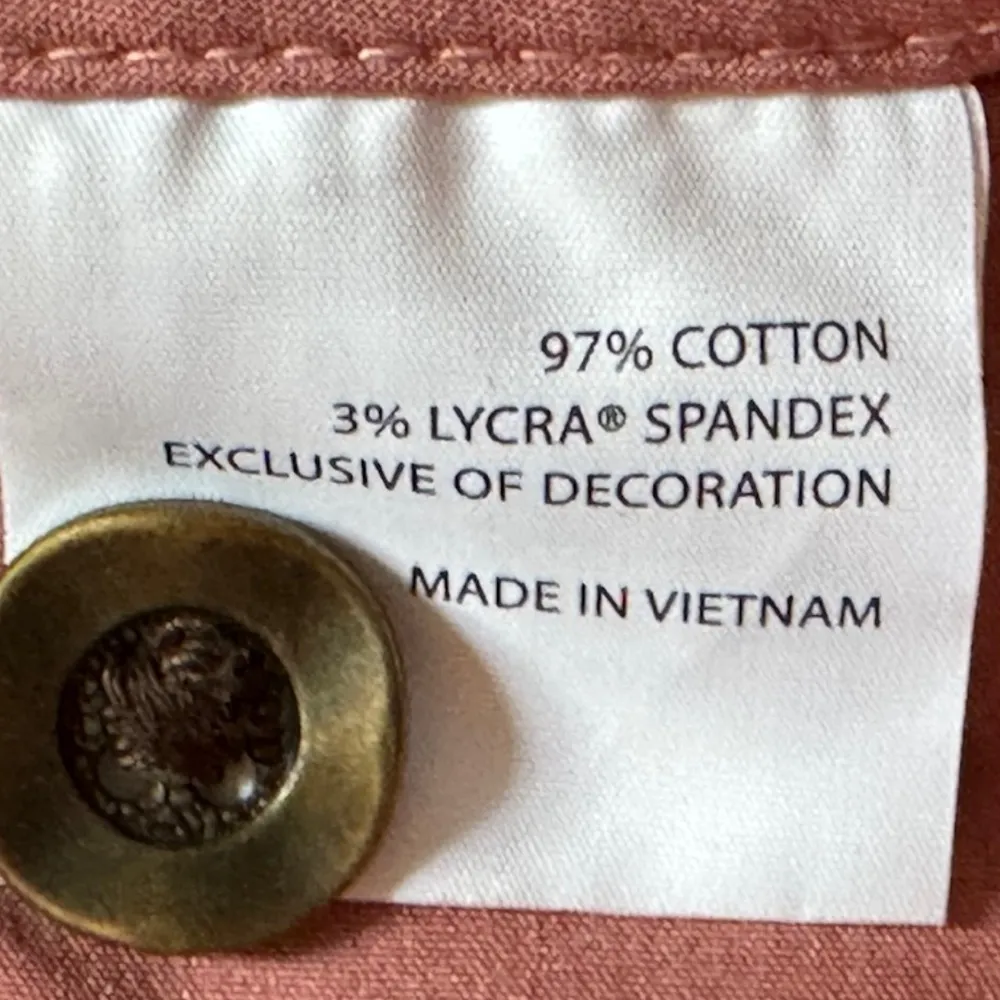 97% COTTON
3% LYCRA® SPANDEX
EXCLUSIVE OF DECORATION
MADE IN VIETNAM